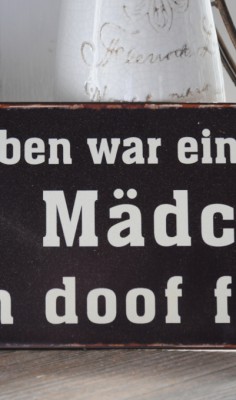 ben war ein
Mädc
n doof f